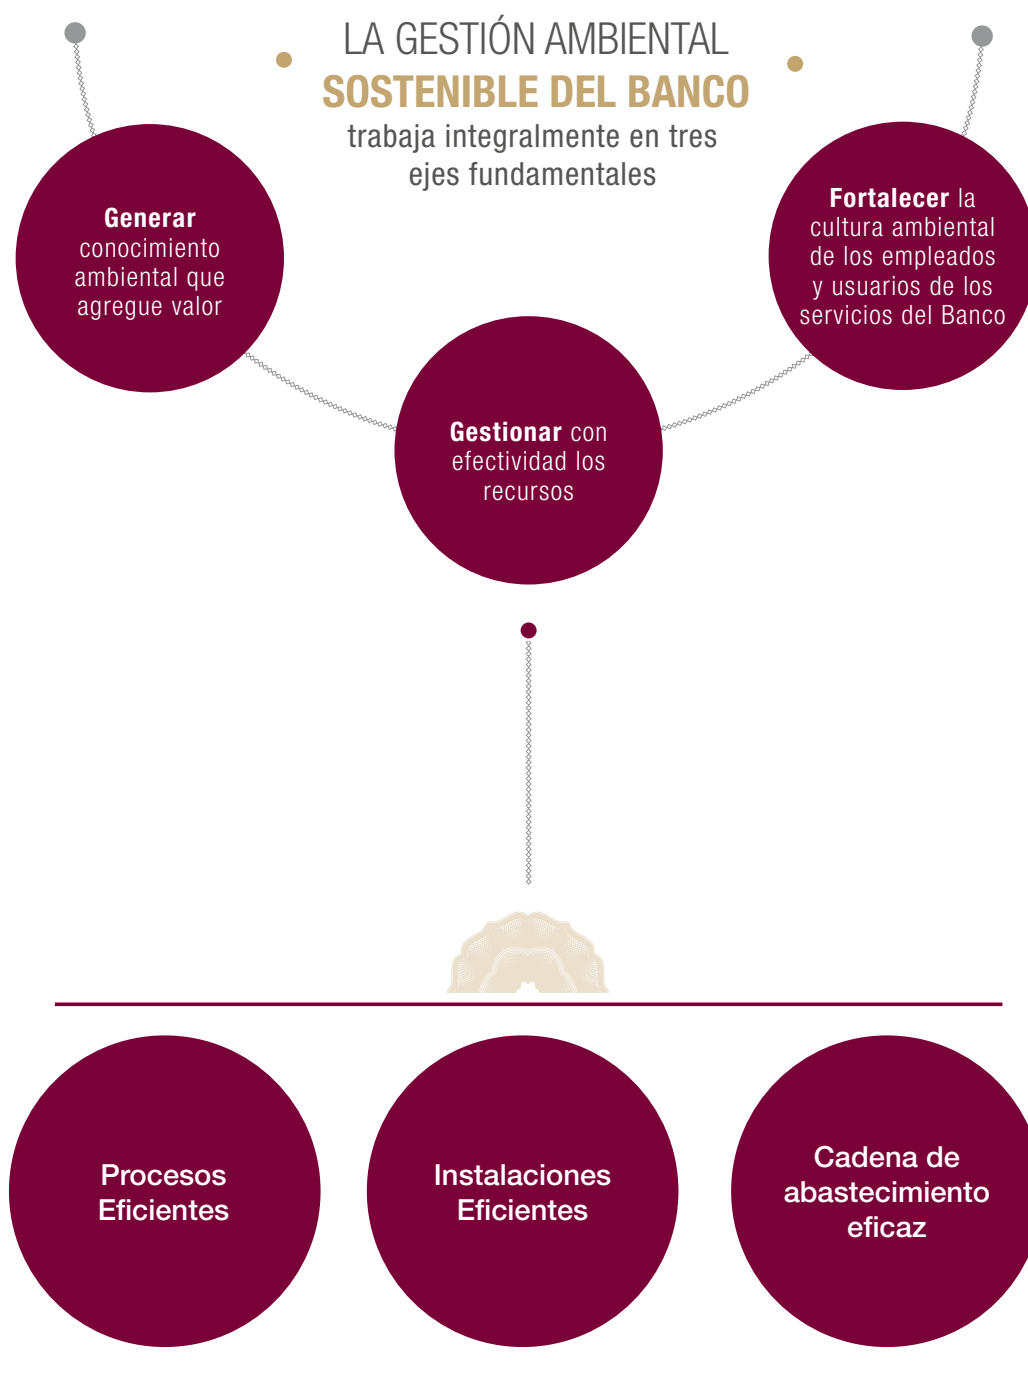 LA GESTIÓN AMBIENTAL
SOSTENIBLE DEL BANCO
trabaja integralmente en tres
ejes fundamentales
Generar
conocimiento
ambiental que
agregue valor
Gestionar con
efectividad los
recursos
Fortalecer la
cultura ambiental
de los empleados
y usuarios de los
servicios del Banco
Procesos
Eficientes
Instalaciones
Eficientes
Cadena de
abastecimiento
eficaz